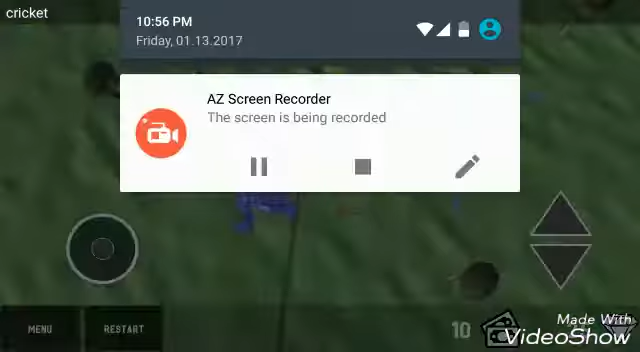 cricket
10:56 PM
Friday, 01.13.2017
AZ Screen Recorder
The screen is being recorded
MENU
RESTART
10
Made With
VideoShow